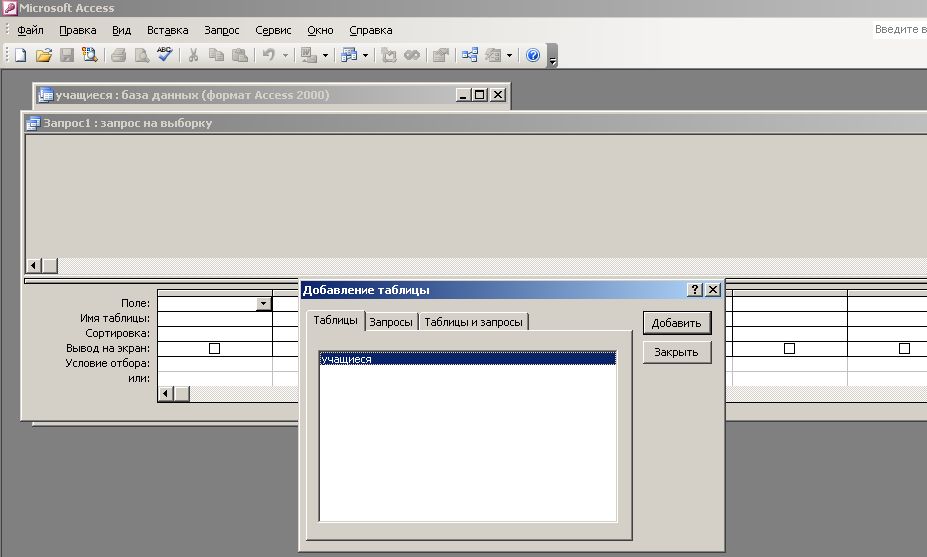 Microsoft Access
Файл Правка Вид Вставка Запрос Сервис Окно Справка
Введите в
учащиеся : база данных (формат Access 2000)
Запрос1 : запрос на выборку
Добавление таблицы
Поле:
Имя таблицы:
Сортировка:
Вывод на экран:
Условие отбора:
или:
Таблицы Запросы Таблицы и запросы
учащиеся
Добавить
Закрыть